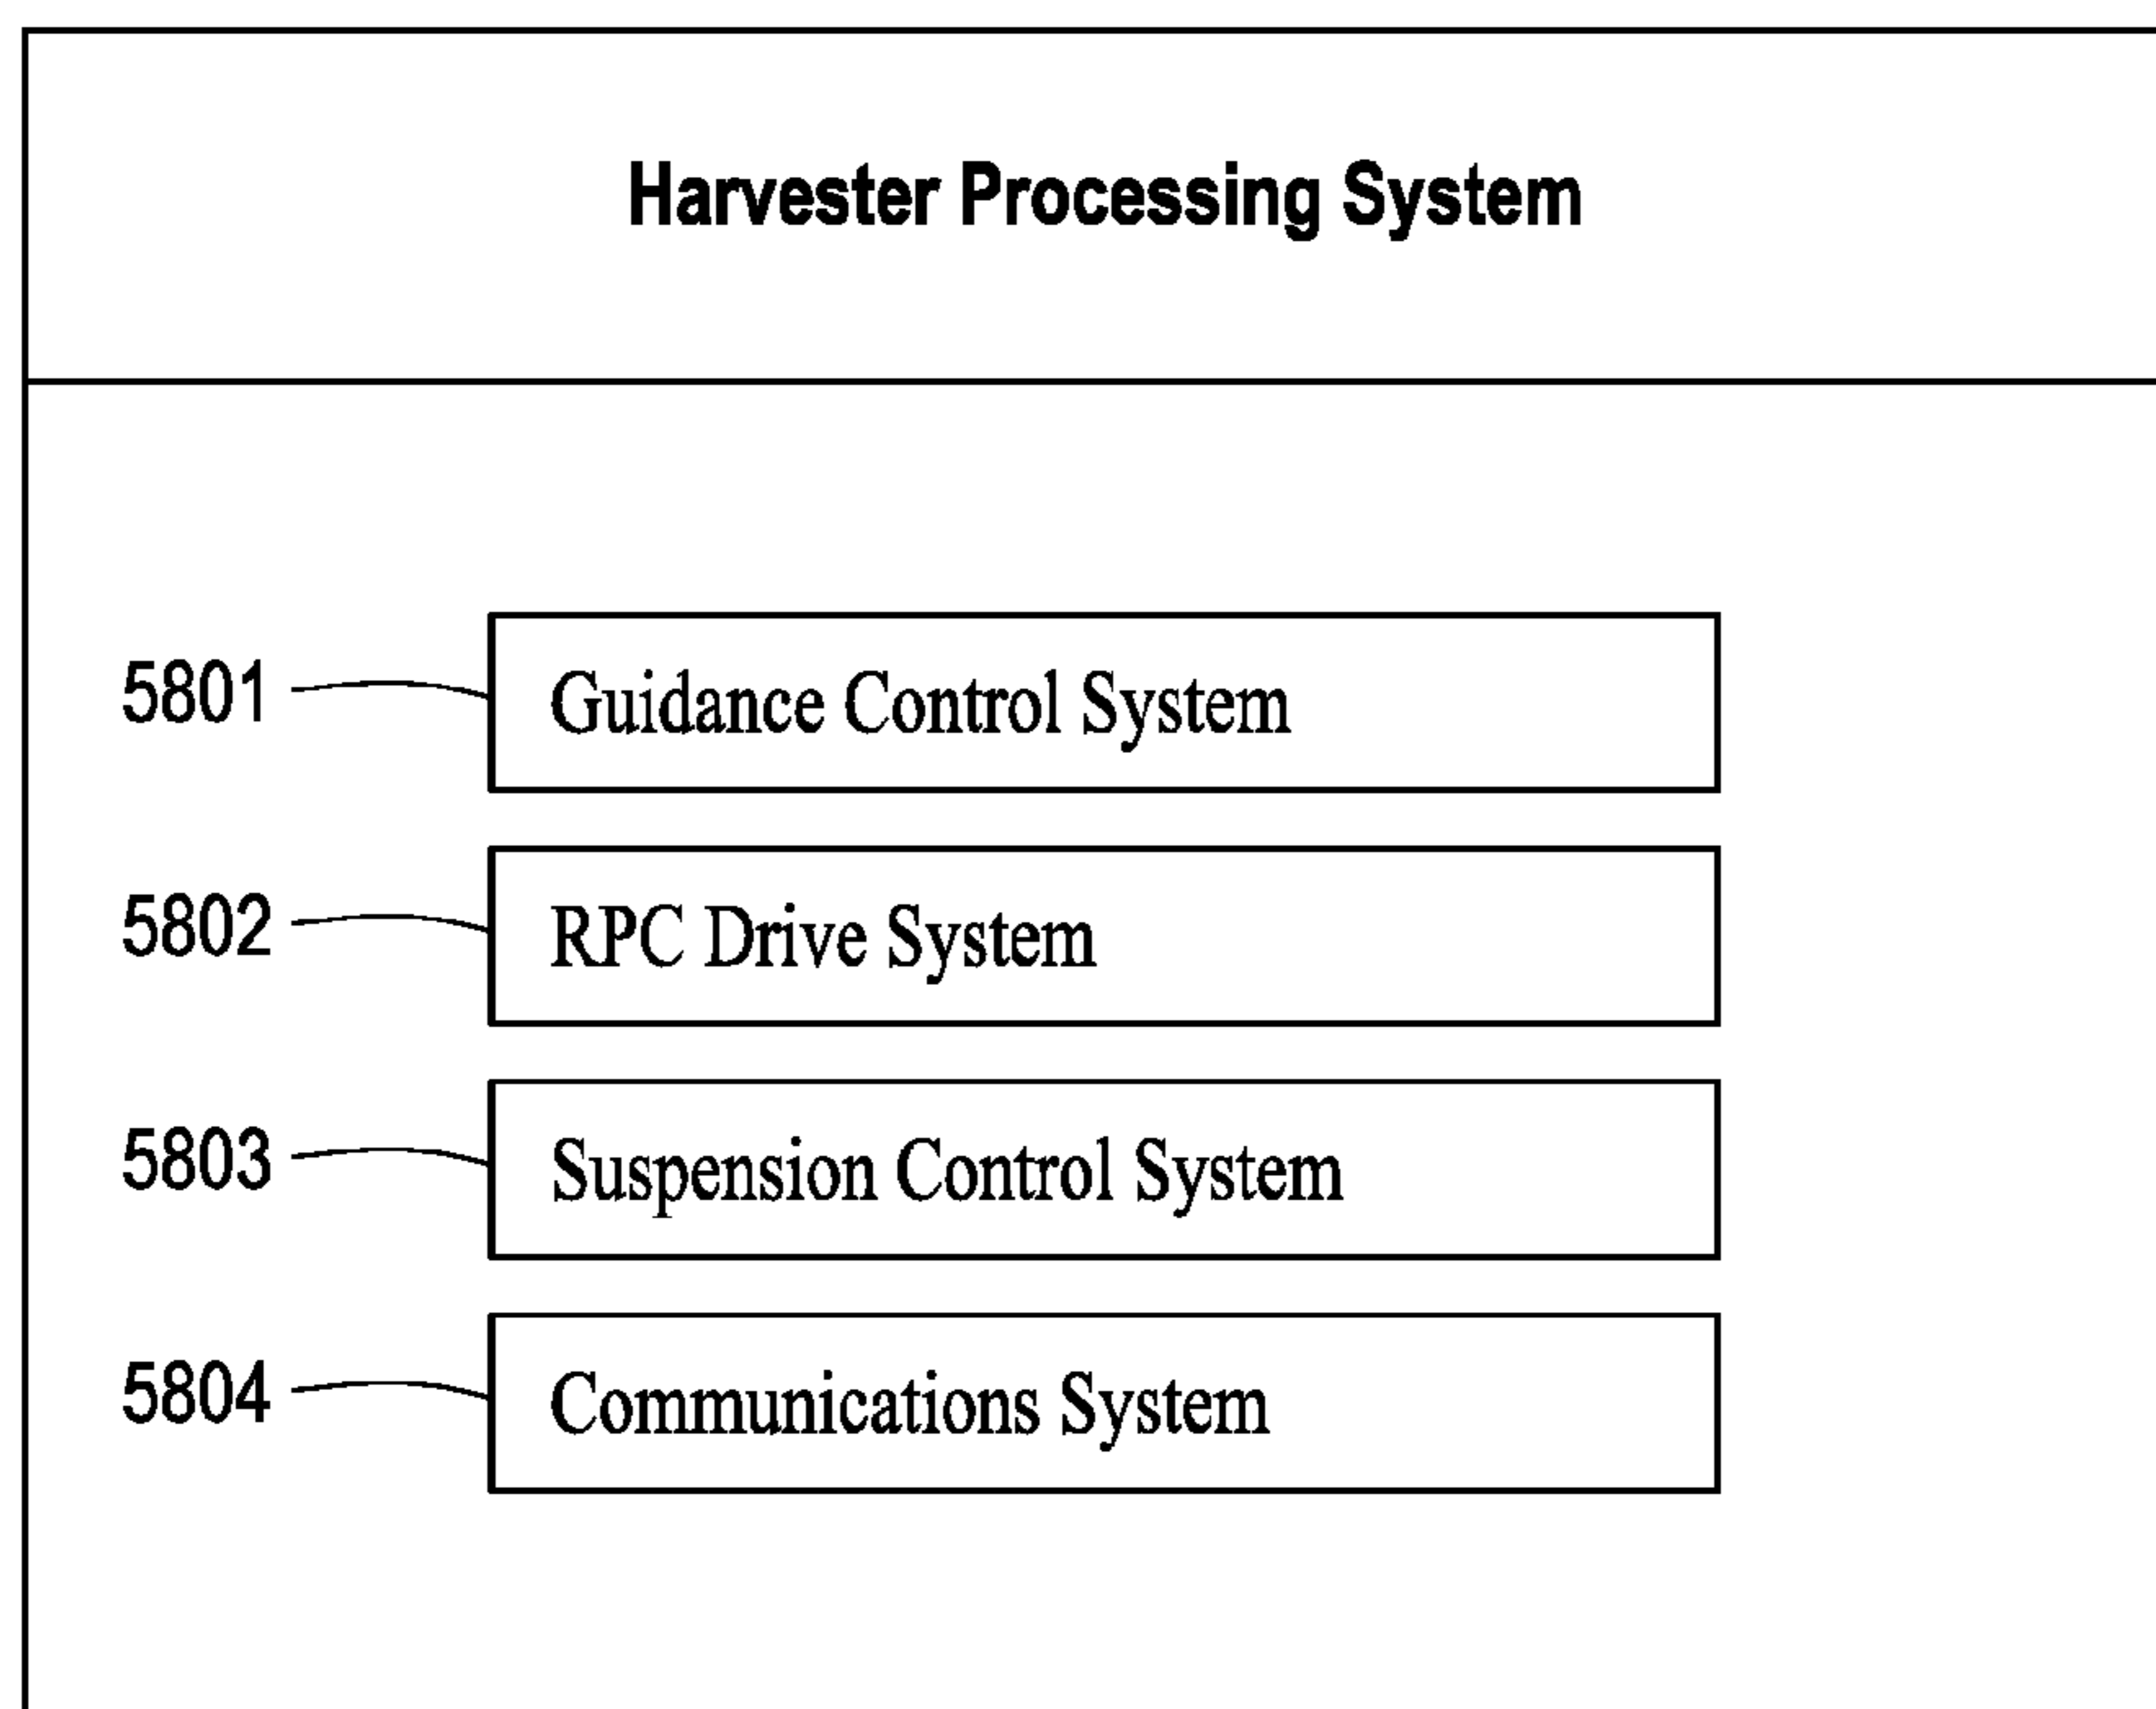 Harvester Processing System
5801 Guidance Control System
5802 RPC Drive System
5803 Suspension Control System
5804 Communications System